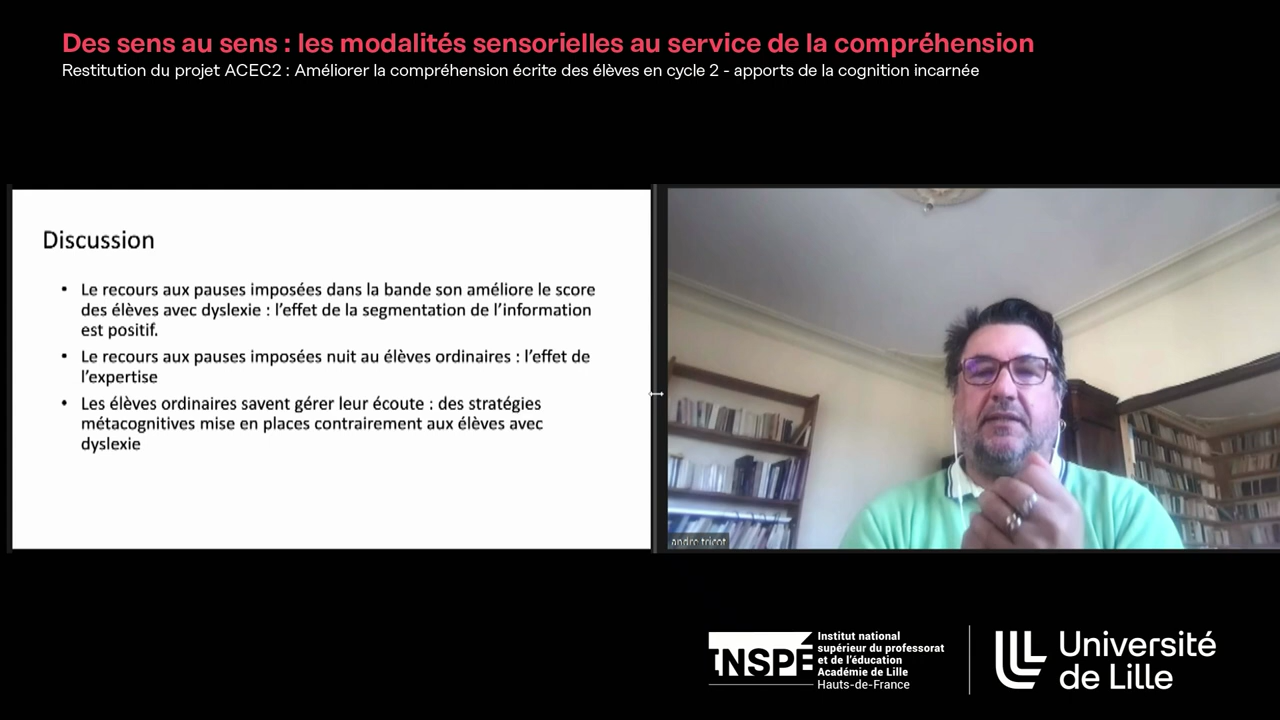 Des sens au sens : les modalités sensorielles au service de la compréhension
Restitution du projet ACEC2 : Améliorer la compréhension écrite des élèves en cycle 2 - apports de la cognition incarnée
Discussion
• Le recours aux pauses imposées dans la bande son améliore le score
des élèves avec dyslexie : l'effet de la segmentation de l'information
est positif.
• Le recours aux pauses imposées nuit au élèves ordinaires : l'effet de
l'expertise
• Les élèves ordinaires savent gérer leur écoute : des stratégies
métacognitives mise en places contrairement aux élèves avec
dyslexie
andre tricot
INSPÉ
Institut national
supérieur du professorat
et de l'éducation
Académie de Lille
Hauts-de-France
Université
de Lille